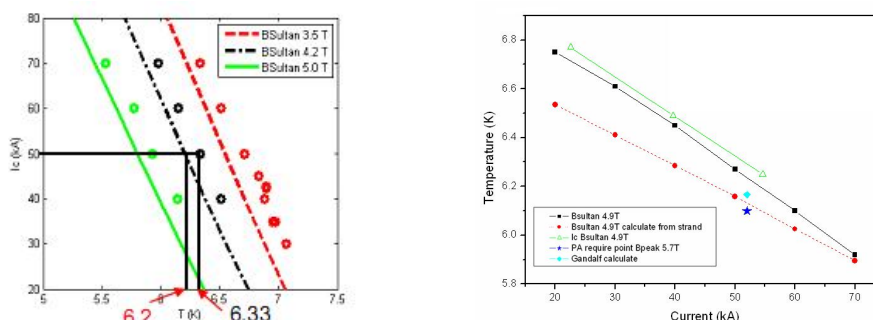 80
70
60
50
40
30
20
Ic (kA)
BSultan 3.5 T
BSultan 4.2 T
BSultan 5.0 T
5 5.5 6 6.5 7 7.5
T (K)
6.2 6.33
6.8
6.6
6.4
6.2
6.0
5.8
Temperature (K)
Bsultan 4.9T
Bsultan 4.9T calculate from strand
Ic Bsultan 4.9T
PA require point Bpeak 5.7T
Gandalf calculate
20 30 40 50 60 70
Current (kA)